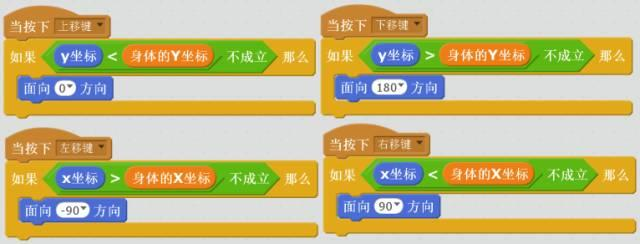 当按下 上移键
如果 y坐标 < 身体的Y坐标 不成立 那么
面向 0 方向
当按下 下移键
如果 y坐标 > 身体的Y坐标 不成立 那么
面向 180 方向
当按下 左移键
如果 x坐标 > 身体的X坐标 不成立 那么
面向 -90 方向
当按下 右移键
如果 x坐标 < 身体的X坐标 不成立 那么
面向 90 方向